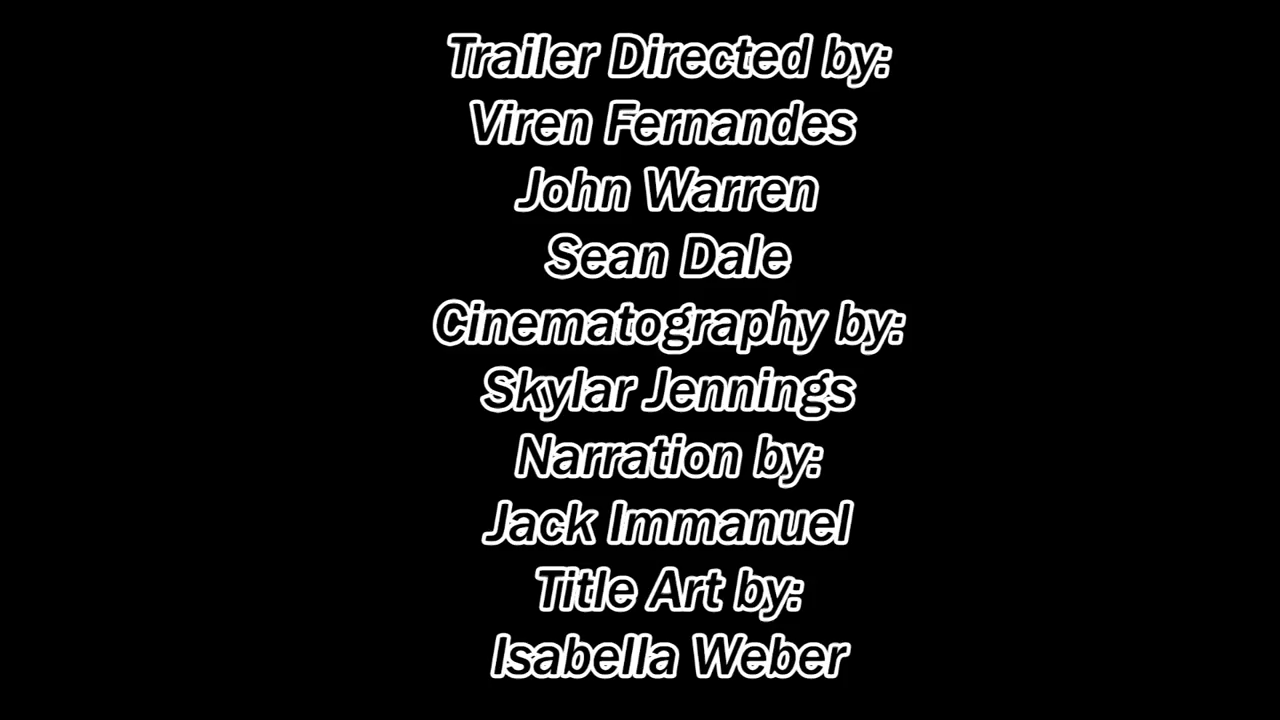 Trailer Directed by:
Viren Fernandes
John Warren
Sean Dale
Cinematography by:
Skylar Jennings
Narration by:
Jack Immanuel
Title Art by:
Isabella Weber